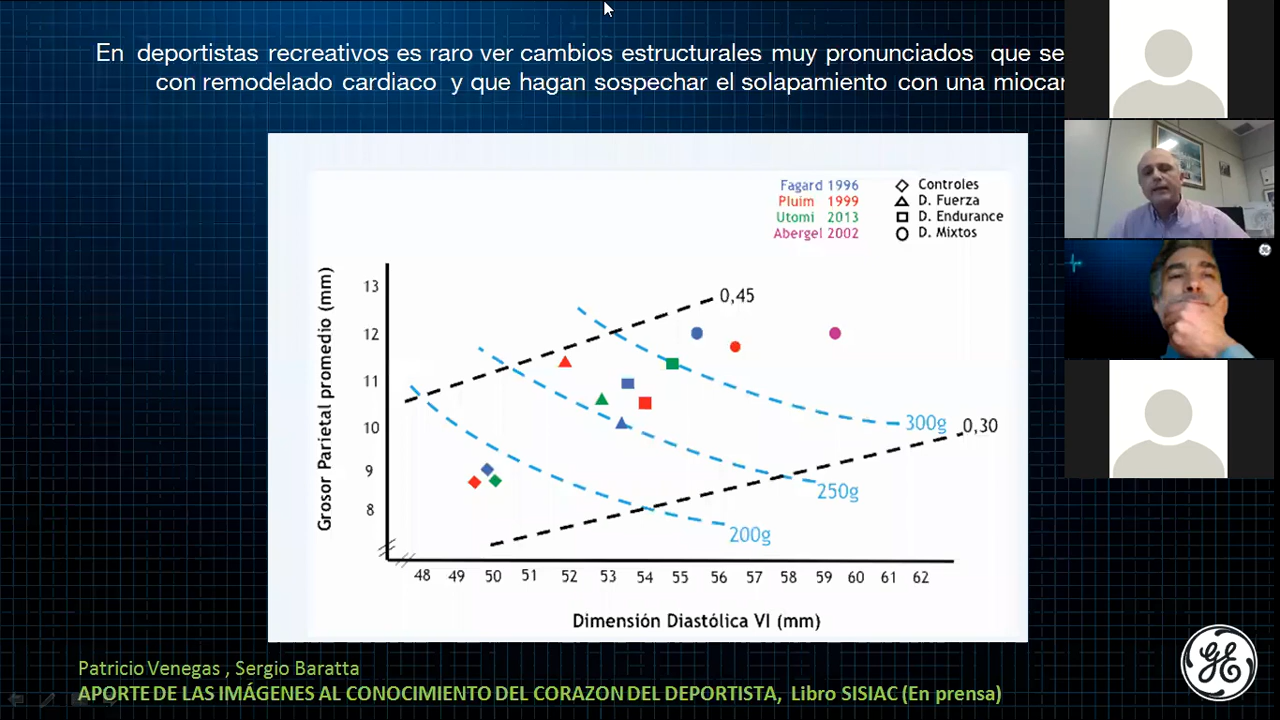 En deportistas recreativos es raro ver cambios estructurales muy pronunciados que se
con remodelado cardiaco y que hagan sospechar el solapamiento con una miocar
Fagard 1996
Pluim 1999
Utomi 2013
Abergel 2002
Controles
D. Fuerza
D. Endurance
D. Mixtos
Grosor Parietal promedio (mm)
13
12
11
10
9
8
0,45
0,30
300g
250g
200g
48 49 50 51 52 53 54 55 56 57 58 59 60 61 62
Dimensión Diastólica VI (mm)
Patricio Venegas , Sergio Baratta
APORTE DE LAS IMÁGENES AL CONOCIMIENTO DEL CORAZON DEL DEPORTISTA, Libro SISIAC (En prensa)
GE